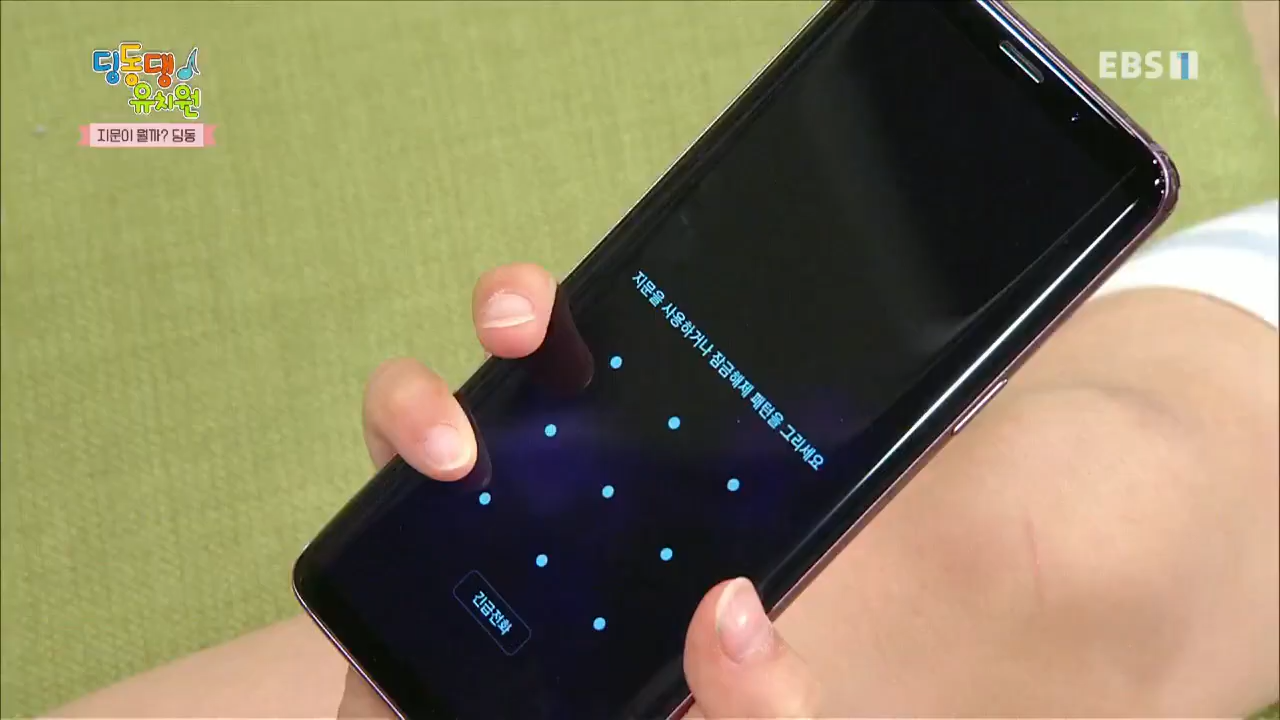 딩동댕
유치원
지문이 뭘까? 딩동
EBS 1
지문을 사용하거나 잠금해제 패턴을 그리세요
긴급전화